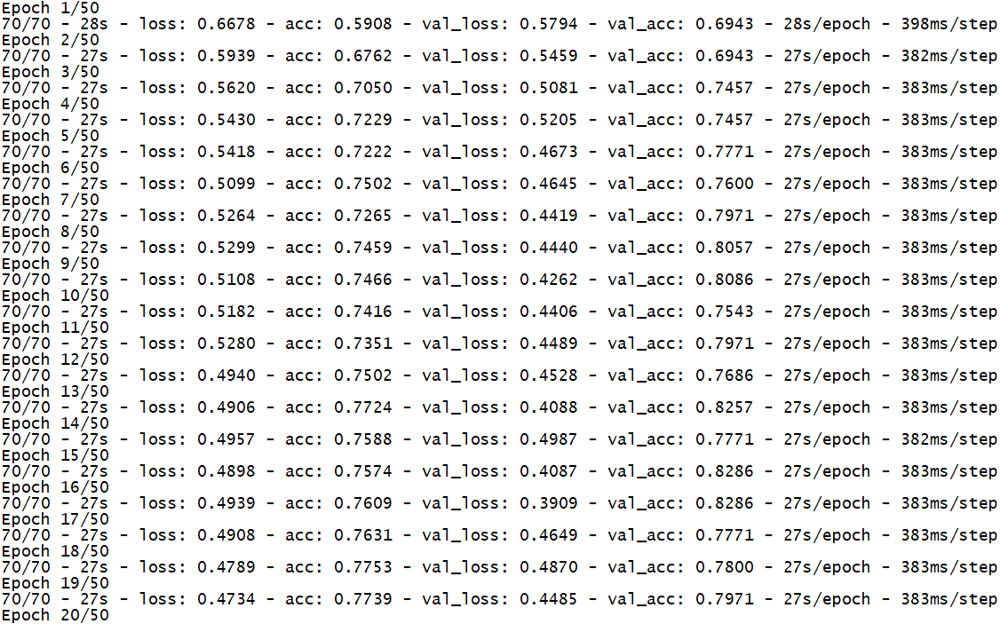 Epoch 1/50
70/70 - 28s - loss: 0.6678 - acc: 0.5908 - val_loss: 0.5794 - val_acc: 0.6943 - 28s/epoch - 398ms/step
Epoch 2/50
70/70 - 27s - loss: 0.5939 - acc: 0.6762 - val_loss: 0.5459 - val_acc: 0.6943 - 27s/epoch - 382ms/step
Epoch 3/50
70/70 - 27s - loss: 0.5620 - acc: 0.7050 - val_loss: 0.5081 - val_acc: 0.7457 - 27s/epoch - 383ms/step
Epoch 4/50
70/70 - 27s - loss: 0.5430 - acc: 0.7229 - val_loss: 0.5205 - val_acc: 0.7457 - 27s/epoch - 383ms/step
Epoch 5/50
70/70 - 27s - loss: 0.5418 - acc: 0.7222 - val_loss: 0.4673 - val_acc: 0.7771 - 27s/epoch - 383ms/step
Epoch 6/50
70/70 - 27s - loss: 0.5099 - acc: 0.7502 - val_loss: 0.4645 - val_acc: 0.7600 - 27s/epoch - 383ms/step
Epoch 7/50
70/70 - 27s - loss: 0.5264 - acc: 0.7265 - val_loss: 0.4419 - val_acc: 0.7971 - 27s/epoch - 383ms/step
Epoch 8/50
70/70 - 27s - loss: 0.5299 - acc: 0.7459 - val_loss: 0.4440 - val_acc: 0.8057 - 27s/epoch - 383ms/step
Epoch 9/50
70/70 - 27s - loss: 0.5108 - acc: 0.7466 - val_loss: 0.4262 - val_acc: 0.8086 - 27s/epoch - 383ms/step
Epoch 10/50
70/70 - 27s - loss: 0.5182 - acc: 0.7416 - val_loss: 0.4406 - val_acc: 0.7543 - 27s/epoch - 383ms/step
Epoch 11/50
70/70 - 27s - loss: 0.5280 - acc: 0.7351 - val_loss: 0.4489 - val_acc: 0.7971 - 27s/epoch - 383ms/step
Epoch 12/50
70/70 - 27s - loss: 0.4940 - acc: 0.7502 - val_loss: 0.4528 - val_acc: 0.7686 - 27s/epoch - 383ms/step
Epoch 13/50
70/70 - 27s - loss: 0.4906 - acc: 0.7724 - val_loss: 0.4088 - val_acc: 0.8257 - 27s/epoch - 383ms/step
Epoch 14/50
70/70 - 27s - loss: 0.4957 - acc: 0.7588 - val_loss: 0.4987 - val_acc: 0.7771 - 27s/epoch - 382ms/step
Epoch 15/50
70/70 - 27s - loss: 0.4898 - acc: 0.7574 - val_loss: 0.4087 - val_acc: 0.8286 - 27s/epoch - 383ms/step
Epoch 16/50
70/70 - 27s - loss: 0.4939 - acc: 0.7609 - val_loss: 0.3909 - val_acc: 0.8286 - 27s/epoch - 383ms/step
Epoch 17/50
70/70 - 27s - loss: 0.4908 - acc: 0.7631 - val_loss: 0.4649 - val_acc: 0.7771 - 27s/epoch - 383ms/step
Epoch 18/50
70/70 - 27s - loss: 0.4789 - acc: 0.7753 - val_loss: 0.4870 - val_acc: 0.7800 - 27s/epoch - 383ms/step
Epoch 19/50
70/70 - 27s - loss: 0.4734 - acc: 0.7739 - val_loss: 0.4485 - val_acc: 0.7971 - 27s/epoch - 383ms/step
Epoch 20/50